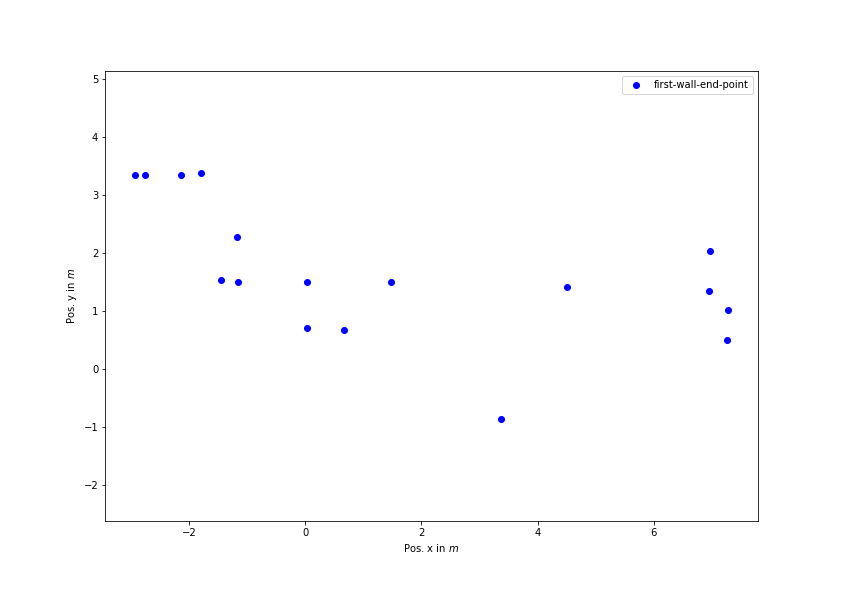 first-wall-end-point
5
4
3
2
1
0
−1
−2
Pos. y in m
−2 0 2 4 6
Pos. x in m